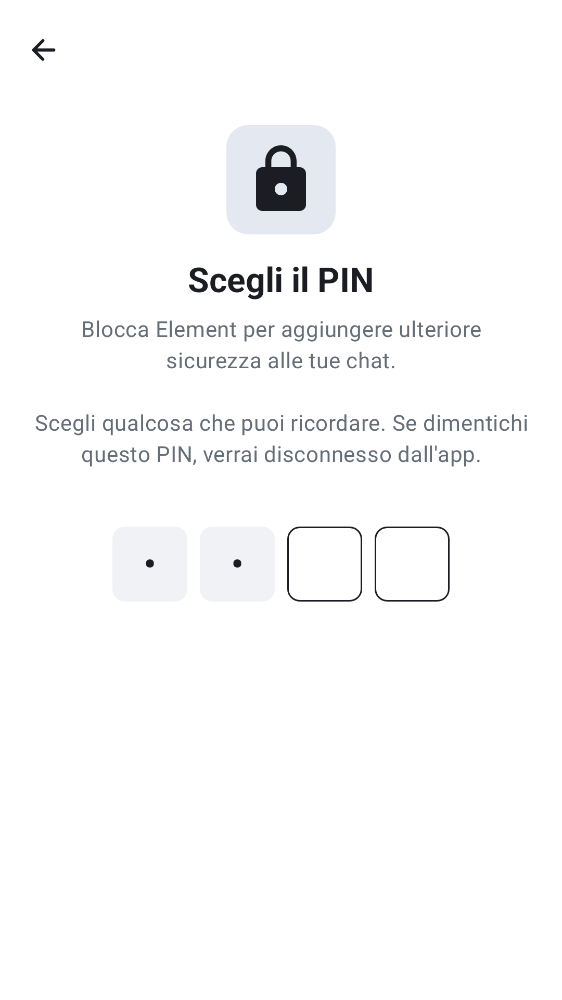 Scegli il PIN
Blocca Element per aggiungere ulteriore
sicurezza alle tue chat.
Scegli qualcosa che puoi ricordare. Se dimentichi
questo PIN, verrai disconnesso dall'app.